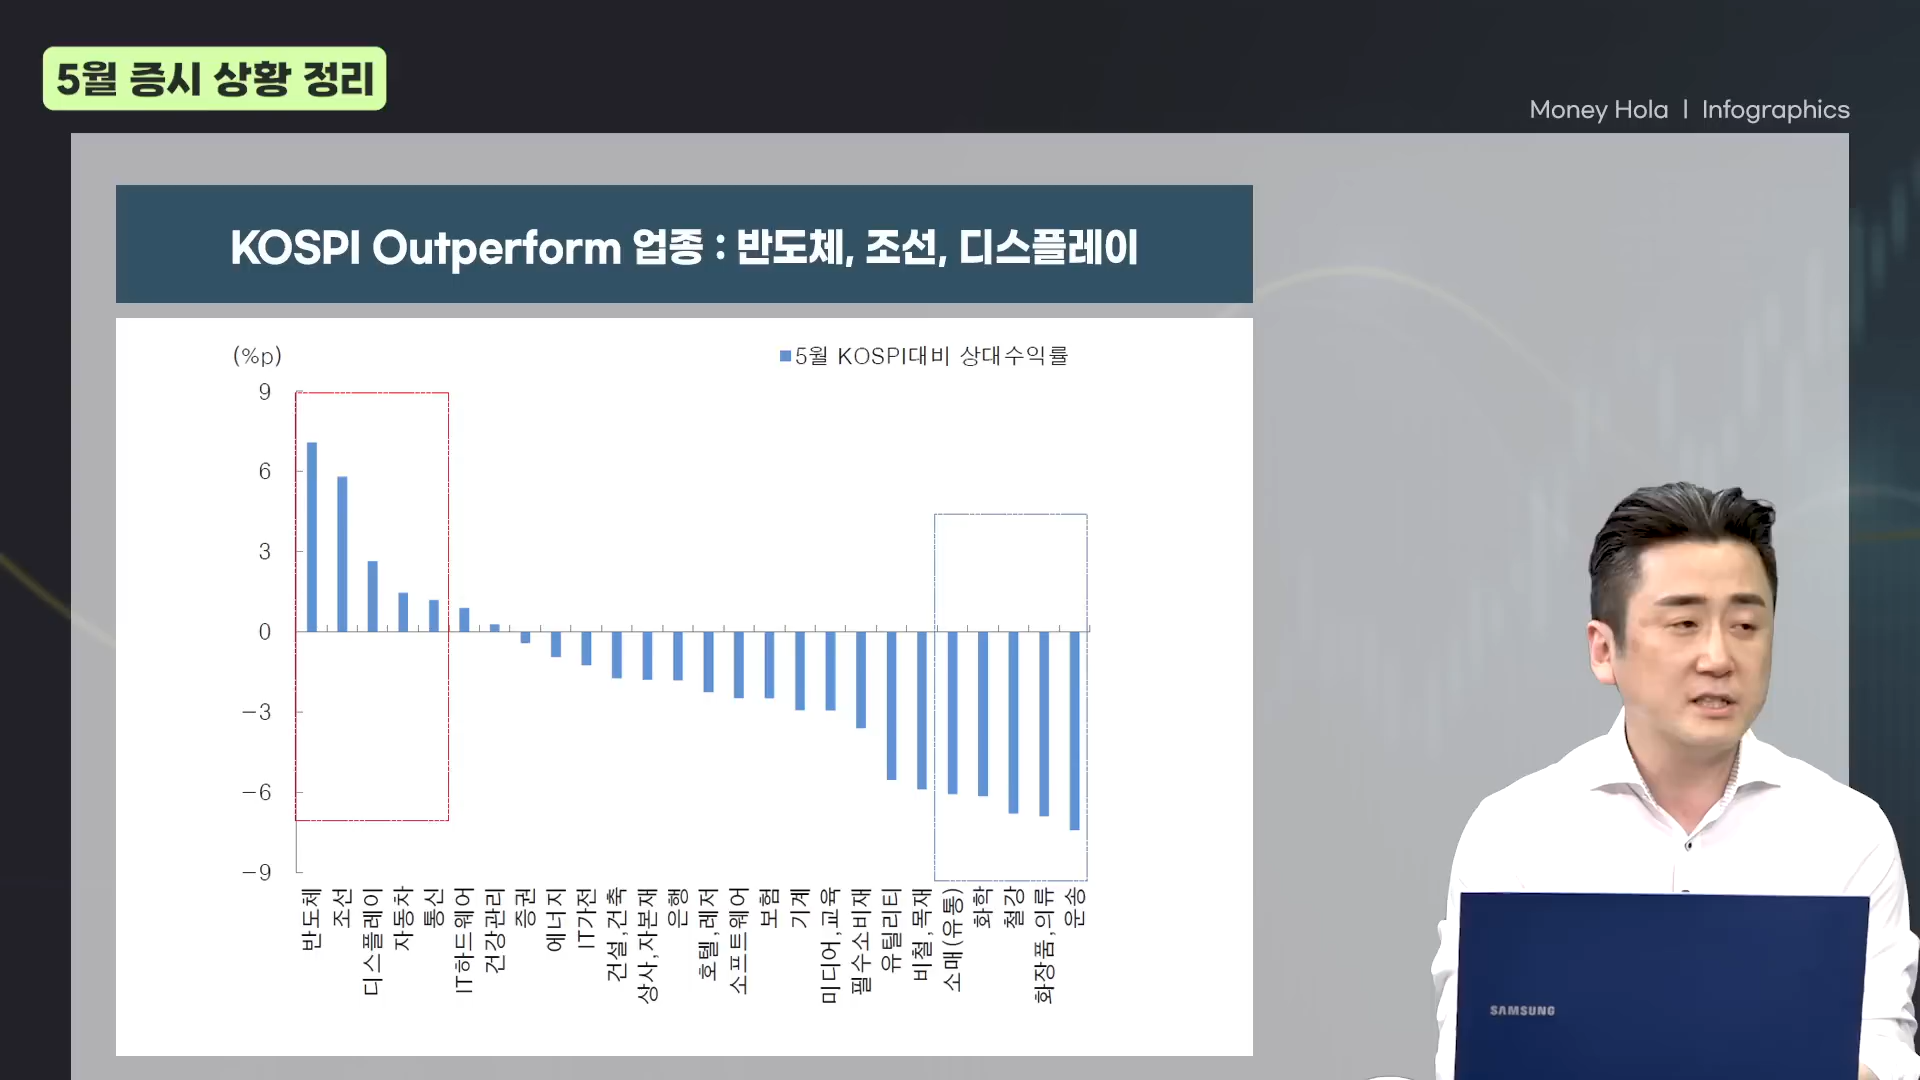 5월 증시 상황 정리
Money Hola | Infographics
KOSPI Outperform 업종 : 반도체, 조선, 디스플레이
(%p)
5월 KOSPI대비 상대수익률
9
6
3
0
-3
-6
-9
반도체
조선
디스플레이
자동차
통신
IT하드웨어
건강관리
증권
에너지
IT가전
건설,건축
상사,자본재
은행
호텔,레저
소프트웨어
보험
기계
미디어,교육
필수소비재
유틸리티
비철,목재
소매(유통)
화학
철강
화장품,의류
운송
SAMSUNG